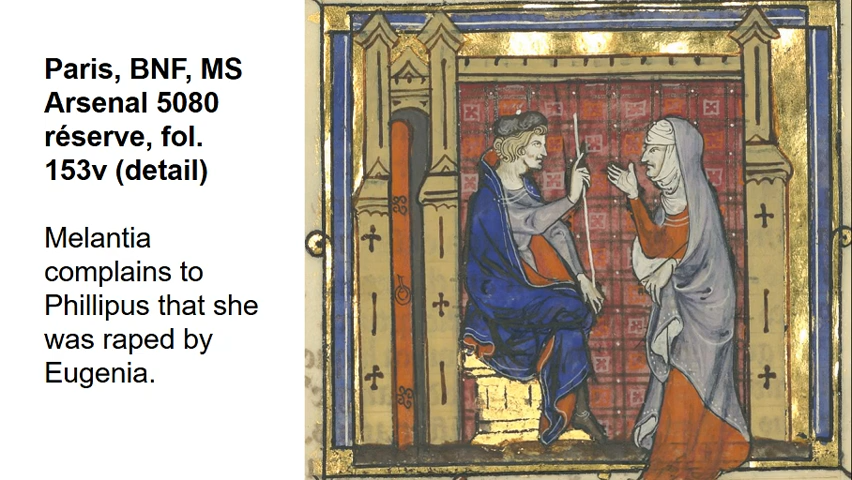 Paris, BNF, MS
Arsenal 5080
réserve, fol.
153v (detail)
Melantia
complains to
Phillipus that she
was raped by
Eugenia.